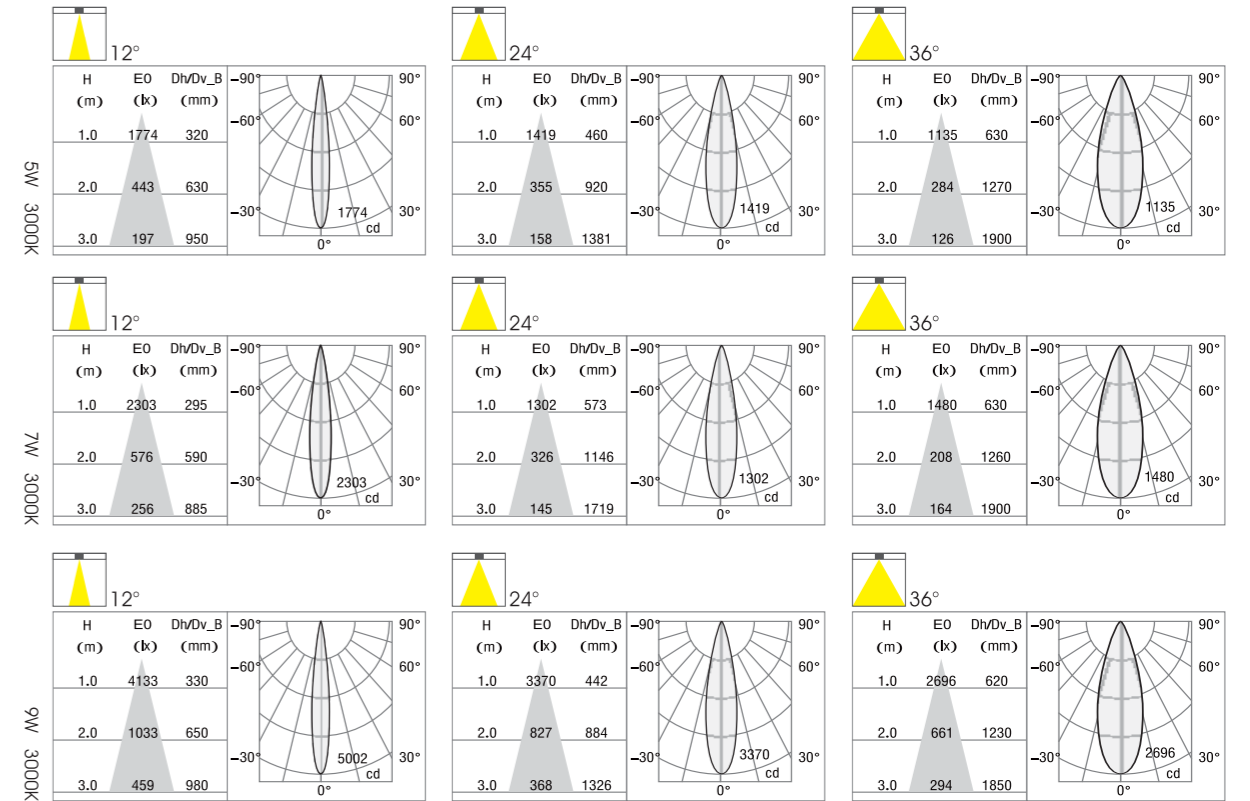 12° 24° 36°
5W 3000K
H E0 Dh/Dv_B
(m) (lx) (mm)
1.0 1774 320
2.0 443 630
3.0 197 950
−90° 90°
−60° 60°
−30° 30°
1774
cd
0°
H E0 Dh/Dv_B
(m) (lx) (mm)
1.0 1419 460
2.0 355 920
3.0 158 1381
−90° 90°
−60° 60°
−30° 30°
1419
cd
0°
H E0 Dh/Dv_B
(m) (lx) (mm)
1.0 1135 630
2.0 284 1270
3.0 126 1900
−90° 90°
−60° 60°
−30° 30°
1135
cd
0°
12° 24° 36°
7W 3000K
H E0 Dh/Dv_B
(m) (lx) (mm)
1.0 2303 295
2.0 576 590
3.0 256 885
−90° 90°
−60° 60°
−30° 30°
2303
cd
0°
H E0 Dh/Dv_B
(m) (lx) (mm)
1.0 1302 573
2.0 326 1146
3.0 145 1719
−90° 90°
−60° 60°
−30° 30°
1302
cd
0°
H E0 Dh/Dv_B
(m) (lx) (mm)
1.0 1480 630
2.0 208 1260
3.0 164 1900
−90° 90°
−60° 60°
−30° 30°
1480
cd
0°
12° 24° 36°
9W 3000K
H E0 Dh/Dv_B
(m) (lx) (mm)
1.0 4133 330
2.0 1033 650
3.0 459 980
−90° 90°
−60° 60°
−30° 30°
5002
cd
0°
H E0 Dh/Dv_B
(m) (lx) (mm)
1.0 3370 442
2.0 827 884
3.0 368 1326
−90° 90°
−60° 60°
−30° 30°
3370
cd
0°
H E0 Dh/Dv_B
(m) (lx) (mm)
1.0 2696 620
2.0 661 1230
3.0 294 1850
−90° 90°
−60° 60°
−30° 30°
2696
cd
0°